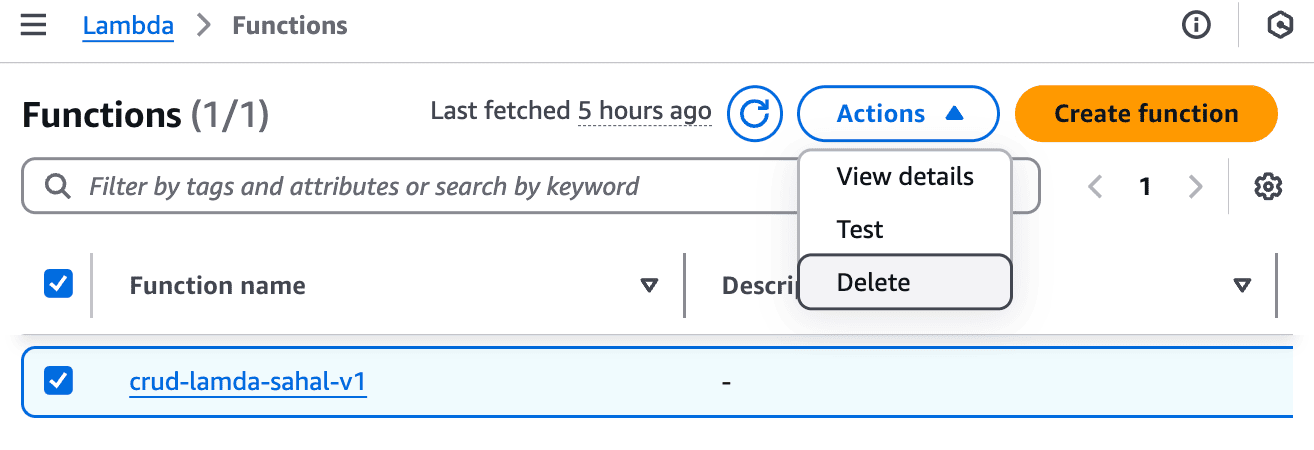 Lambda > Functions
Functions (1/1)
Last fetched 5 hours ago
Actions
Create function
Filter by tags and attributes or search by keyword
1
View details
Test
Delete
Function name
Descri
crud-lamda-sahal-v1
-